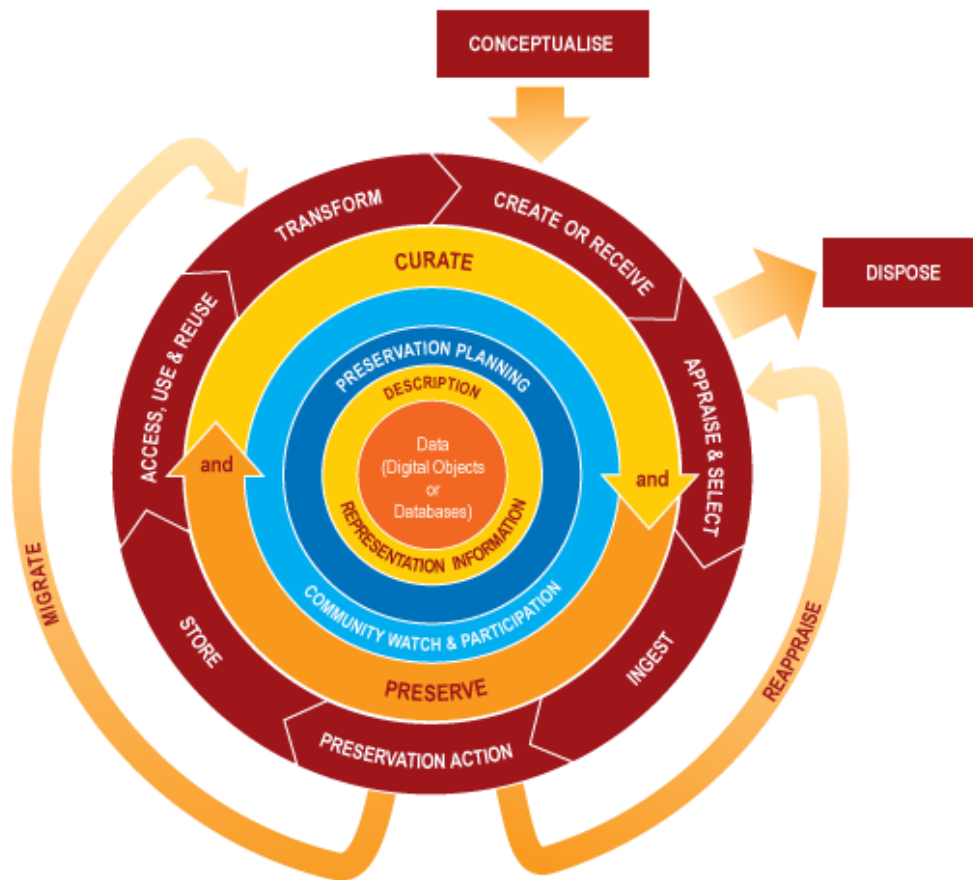 CONCEPTUALISE
CREATE OR RECEIVE
DISPOSE
APPRAISE & SELECT
REAPPRAISE
INGEST
PRESERVATION ACTION
STORE
MIGRATE
ACCESS, USE & REUSE
TRANSFORM
CURATE
and
PRESERVE
and
COMMUNITY WATCH & PARTICIPATION
PRESERVATION PLANNING
DESCRIPTION
REPRESENTATION INFORMATION
Data
(Digital Objects
or
Databases)